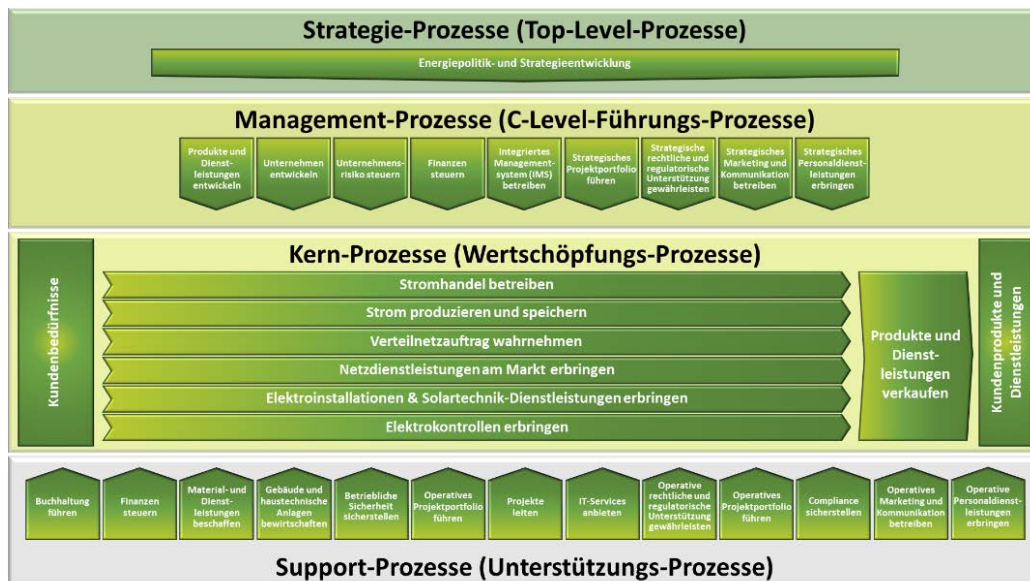 Strategie-Prozesse (Top-Level-Prozesse)
Energiepolitik- und Strategieentwicklung
Management-Prozesse (C-Level-Führungs-Prozesse)
Produkte und
Dienst-
leistungen
entwickeln
Unternehmen
entwickeln
Unternehmens-
risiko steuern
Finanzen
steuern
Integriertes
Management-
system (IMS)
betreiben
Strategisches
Projektportfolio
führen
Strategische
rechtliche und
regulatorische
Unterstützung
gewährleisten
Strategisches
Marketing und
Kommunikation
betreiben
Strategisches
Personaldienst-
leistungen
erbringen
Kern-Prozesse (Wertschöpfungs-Prozesse)
Kundenbedürfnisse
Stromhandel betreiben
Strom produzieren und speichern
Verteilnetzauftrag wahrnehmen
Netzdienstleistungen am Markt erbringen
Elektroinstallationen & Solartechnik-Dienstleistungen erbringen
Elektrokontrollen erbringen
Produkte und
Dienst-
leistungen
verkaufen
Kundenprodukte und
Dienstleistungen
Buchhaltung
führen
Finanzen
steuern
Material- und
Dienst-
leistungen
beschaffen
Gebäude und
haustechnische
Anlagen
bewirtschaften
Betriebliche
Sicherheit
sicherstellen
Operatives
Projektportfolio
führen
Projekte
leiten
IT-Services
anbieten
Operative
rechtliche und
regulatorische
Unterstützung
gewährleisten
Operatives
Projektportfolio
führen
Compliance
sicherstellen
Operatives
Marketing und
Kommunikation
betreiben
Operative
Personaldienst-
leistungen
erbringen
Support-Prozesse (Unterstützungs-Prozesse)